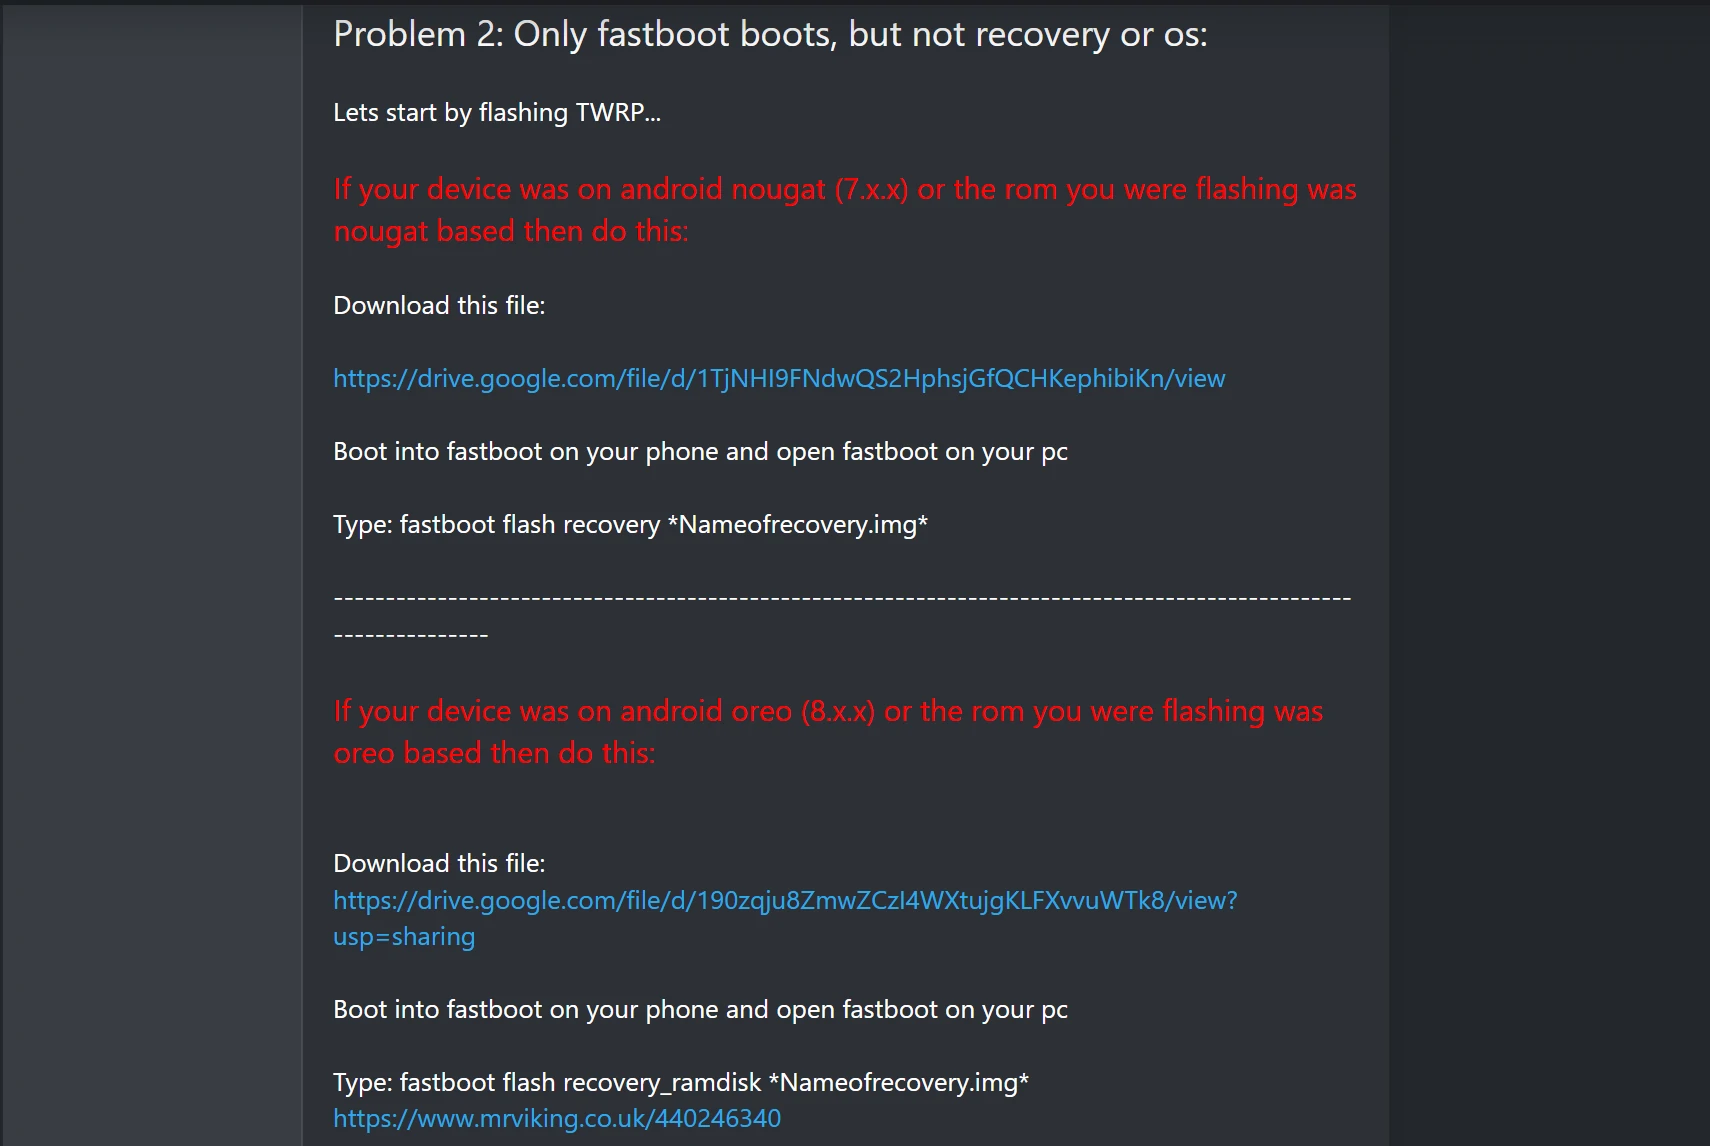 Problem 2: Only fastboot boots, but not recovery or os:
Lets start by flashing TWRP...
If your device was on android nougat (7.x.x) or the rom you were flashing was
nougat based then do this:
Download this file:
https://drive.google.com/file/d/1TjNHI9FNdwQS2HphsjGfQCHKephibiKn/view
Boot into fastboot on your phone and open fastboot on your pc
Type: fastboot flash recovery *Nameofrecovery.img*
---------------------------------------------------------------------------------------------------
---------------
If your device was on android oreo (8.x.x) or the rom you were flashing was
oreo based then do this:
Download this file:
https://drive.google.com/file/d/190zqju8ZmwZCzI4WXtujgKLFXvvuWTk8/view?
usp=sharing
Boot into fastboot on your phone and open fastboot on your pc
Type: fastboot flash recovery_ramdisk *Nameofrecovery.img*
https://www.mrviking.co.uk/440246340